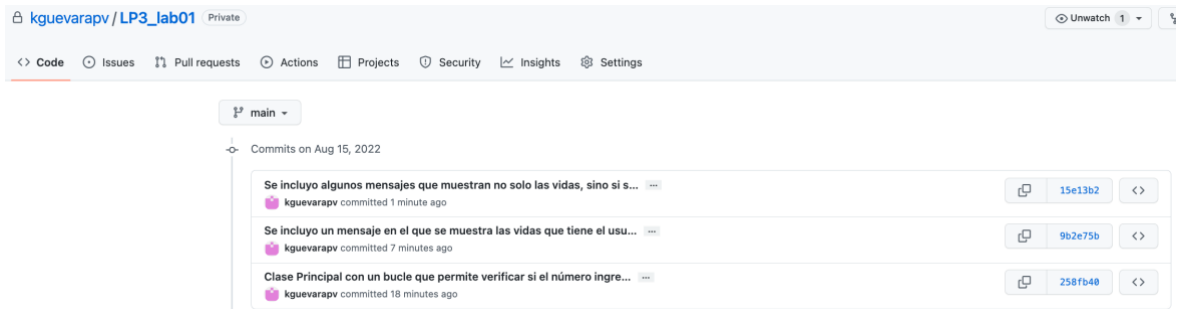 kguevarapv / LP3_lab01 Private
Unwatch 1
Code Issues Pull requests Actions Projects Security Insights Settings
main
Commits on Aug 15, 2022
Se incluyo algunos mensajes que muestran no solo las vidas, sino si s... ...
15e13b2
kguevarapv committed 1 minute ago
Se incluyo un mensaje en el que se muestra las vidas que tiene el usu... ...
9b2e75b
kguevarapv committed 7 minutes ago
Clase Principal con un bucle que permite verificar si el número ingre... ...
258fb40
kguevarapv committed 18 minutes ago